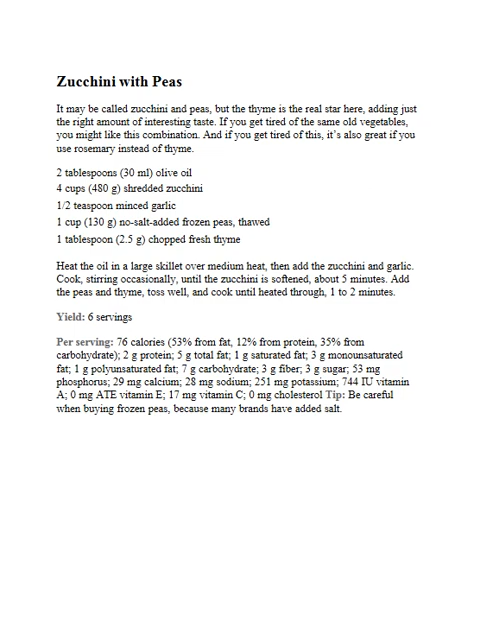 Zucchini with Peas
It may be called zucchini and peas, but the thyme is the real star here, adding just
the right amount of interesting taste. If you get tired of the same old vegetables,
you might like this combination. And if you get tired of this, it’s also great if you
use rosemary instead of thyme.
2 tablespoons (30 ml) olive oil
4 cups (480 g) shredded zucchini
1/2 teaspoon minced garlic
1 cup (130 g) no-salt-added frozen peas, thawed
1 tablespoon (2.5 g) chopped fresh thyme
Heat the oil in a large skillet over medium heat, then add the zucchini and garlic.
Cook, stirring occasionally, until the zucchini is softened, about 5 minutes. Add
the peas and thyme, toss well, and cook until heated through, 1 to 2 minutes.
Yield: 6 servings
Per serving: 76 calories (53% from fat, 12% from protein, 35% from
carbohydrate); 2 g protein; 5 g total fat; 1 g saturated fat; 3 g monounsaturated
fat; 1 g polyunsaturated fat; 7 g carbohydrate; 3 g fiber; 3 g sugar; 53 mg
phosphorus; 29 mg calcium; 28 mg sodium; 251 mg potassium; 744 IU vitamin
A; 0 mg ATE vitamin E; 17 mg vitamin C; 0 mg cholesterol Tip: Be careful
when buying frozen peas, because many brands have added salt.